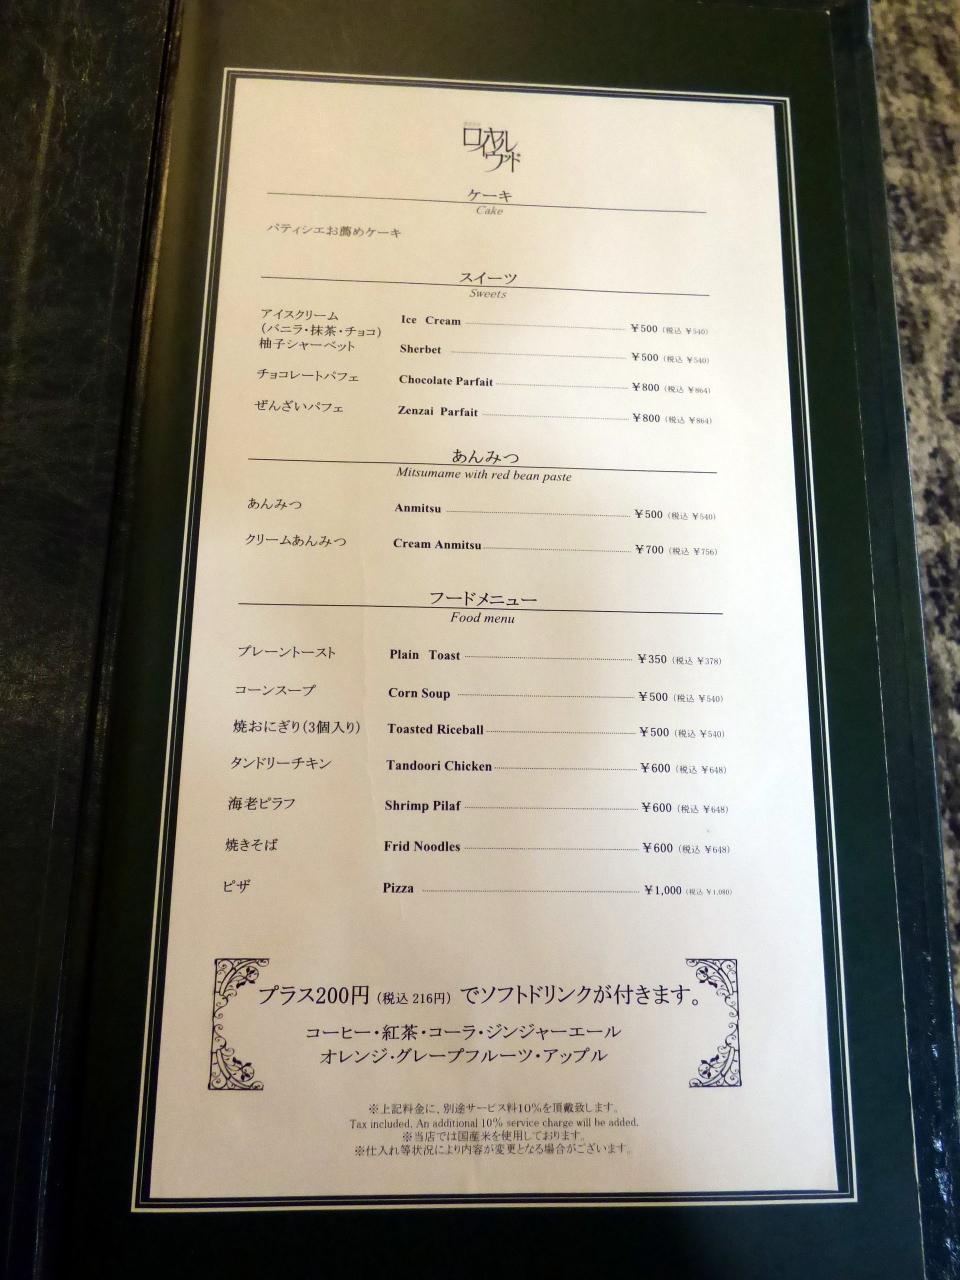 ロイヤルウッド
ケーキ
Cake
パティシエお薦めケーキ
スイーツ
Sweets
アイスクリーム Ice Cream ¥500 (税込 ¥540)
(バニラ・抹茶・チョコ)
柚子シャーベット Sherbet ¥500 (税込 ¥540)
チョコレートパフェ Chocolate Parfait ¥800 (税込 ¥864)
ぜんざいパフェ Zenzai Parfait ¥800 (税込 ¥864)
あんみつ
Mitsumame with red bean paste
あんみつ Anmitsu ¥500 (税込 ¥540)
クリームあんみつ Cream Anmitsu ¥700 (税込 ¥756)
フードメニュー
Food menu
プレーントースト Plain Toast ¥350 (税込 ¥378)
コーンスープ Corn Soup ¥500 (税込 ¥540)
焼おにぎり(3個入り) Toasted Riceball ¥500 (税込 ¥540)
タンドリーチキン Tandoori Chicken ¥600 (税込 ¥648)
海老ピラフ Shrimp Pilaf ¥600 (税込 ¥648)
焼きそば Frid Noodles ¥600 (税込 ¥648)
ピザ Pizza ¥1,000 (税込 ¥1,080)
プラス200円 (税込 216円) でソフトドリンクが付きます。
コーヒー・紅茶・コーラ・ジンジャーエール
オレンジ・グレープフルーツ・アップル
※上記料金に、別途サービス料10%を頂戴致します。
Tax included. An additional 10% service charge will be added.
※当店では国産米を使用しております。
※仕入れ等状況により内容が変更となる場合がございます。